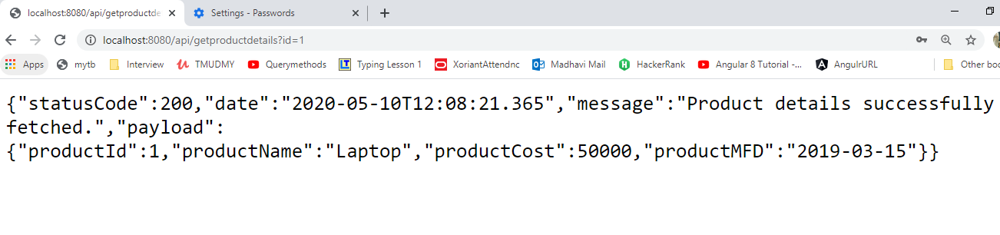 localhost:8080/api/getproductde
Settings - Passwords
localhost:8080/api/getproductdetails?id=1
Apps mytb Interview TMUDMY Querymethods LT Typing Lesson 1 XoriantAttendnc Madhavi Mail HackerRank Angular 8 Tutorial -... AngulrURL Other boo
{"statusCode":200,"date":"2020-05-10T12:08:21.365","message":"Product details successfully
fetched.","payload":
{"productId":1,"productName":"Laptop","productCost":50000,"productMFD":"2019-03-15"}}